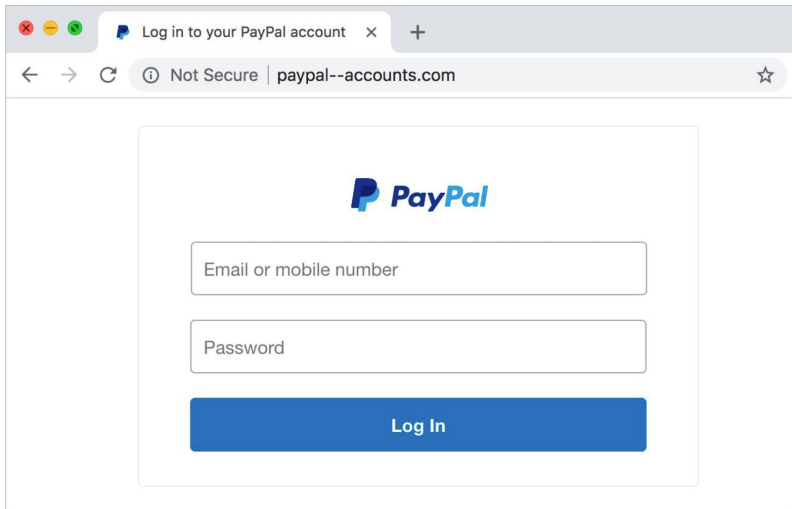 Log in to your PayPal account
Not Secure | paypal--accounts.com
PayPal
Email or mobile number
Password
Log In